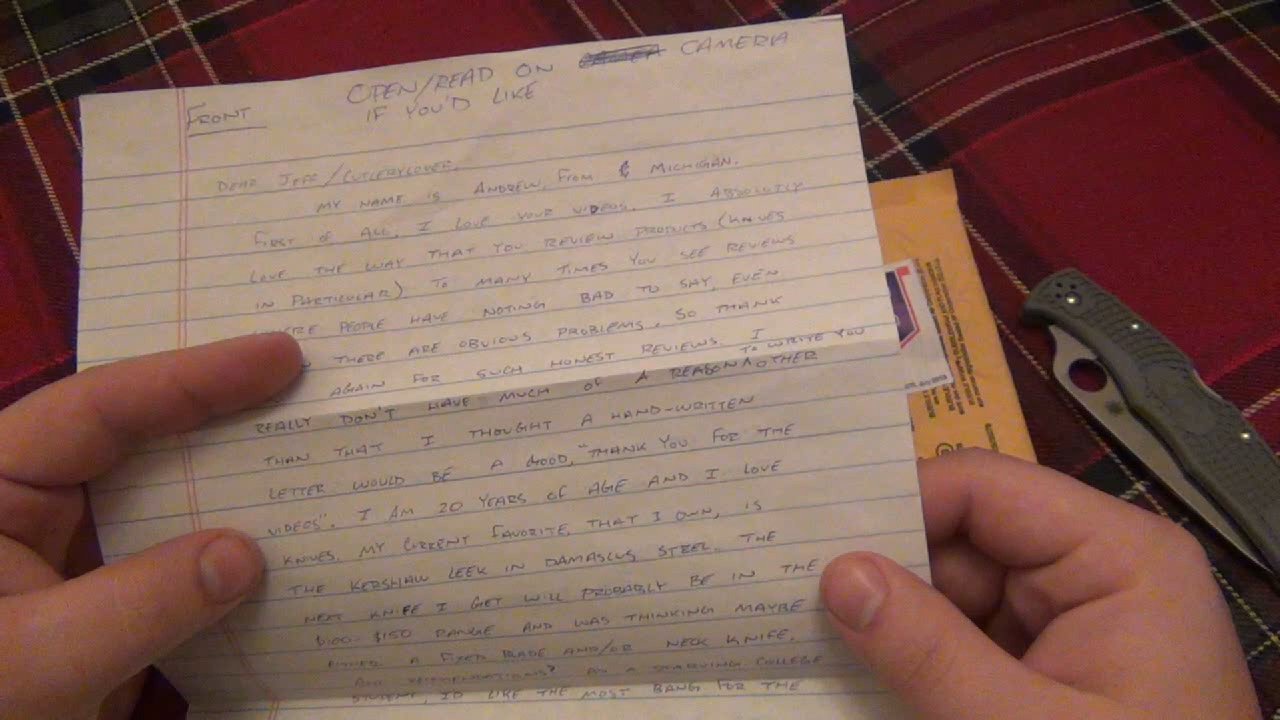 OPEN/READ ON CAMERA
IF YOU'D LIKE
FRONT
DEAR JEFF/CUTLERYLOVER,
MY NAME IS ANDREW, FROM MICHIGAN.
FIRST OF ALL, I LOVE YOUR VIDEOS. I ABSOLUTLY
LOVE THE WAY THAT YOU REVIEW PRODUCTS (KNIVES
IN PARTICULAR). TO MANY TIMES YOU SEE REVIEWS
PEOPLE HAVE NOTING BAD TO SAY, EVEN
THERE ARE OBVIOUS PROBLEMS. SO THANK
AGAIN FOR SUCH HONEST REVIEWS. I
REALLY DON'T HAVE MUCH OF A REASON TO WRITE YOU OTHER
THAN THAT I THOUGHT A HAND-WRITTEN
LETTER WOULD BE A GOOD, "THANK YOU FOR THE
VIDEOS". I AM 20 YEARS OF AGE AND I LOVE
KNIVES. MY CURRENT FAVORITE, THAT I OWN, IS
THE KERSHAW LEEK IN DAMASCUS STEEL. THE
NEXT KNIFE I GET WILL PROBABLY BE IN THE
$100-$150 RANGE AND WAS THINKING MAYBE
A FIXED BLADE AND/OR NECK KNIFE.
AS A STARVING COLLEGE
STUDENT, I'D LIKE THE MOST BANG FOR THE